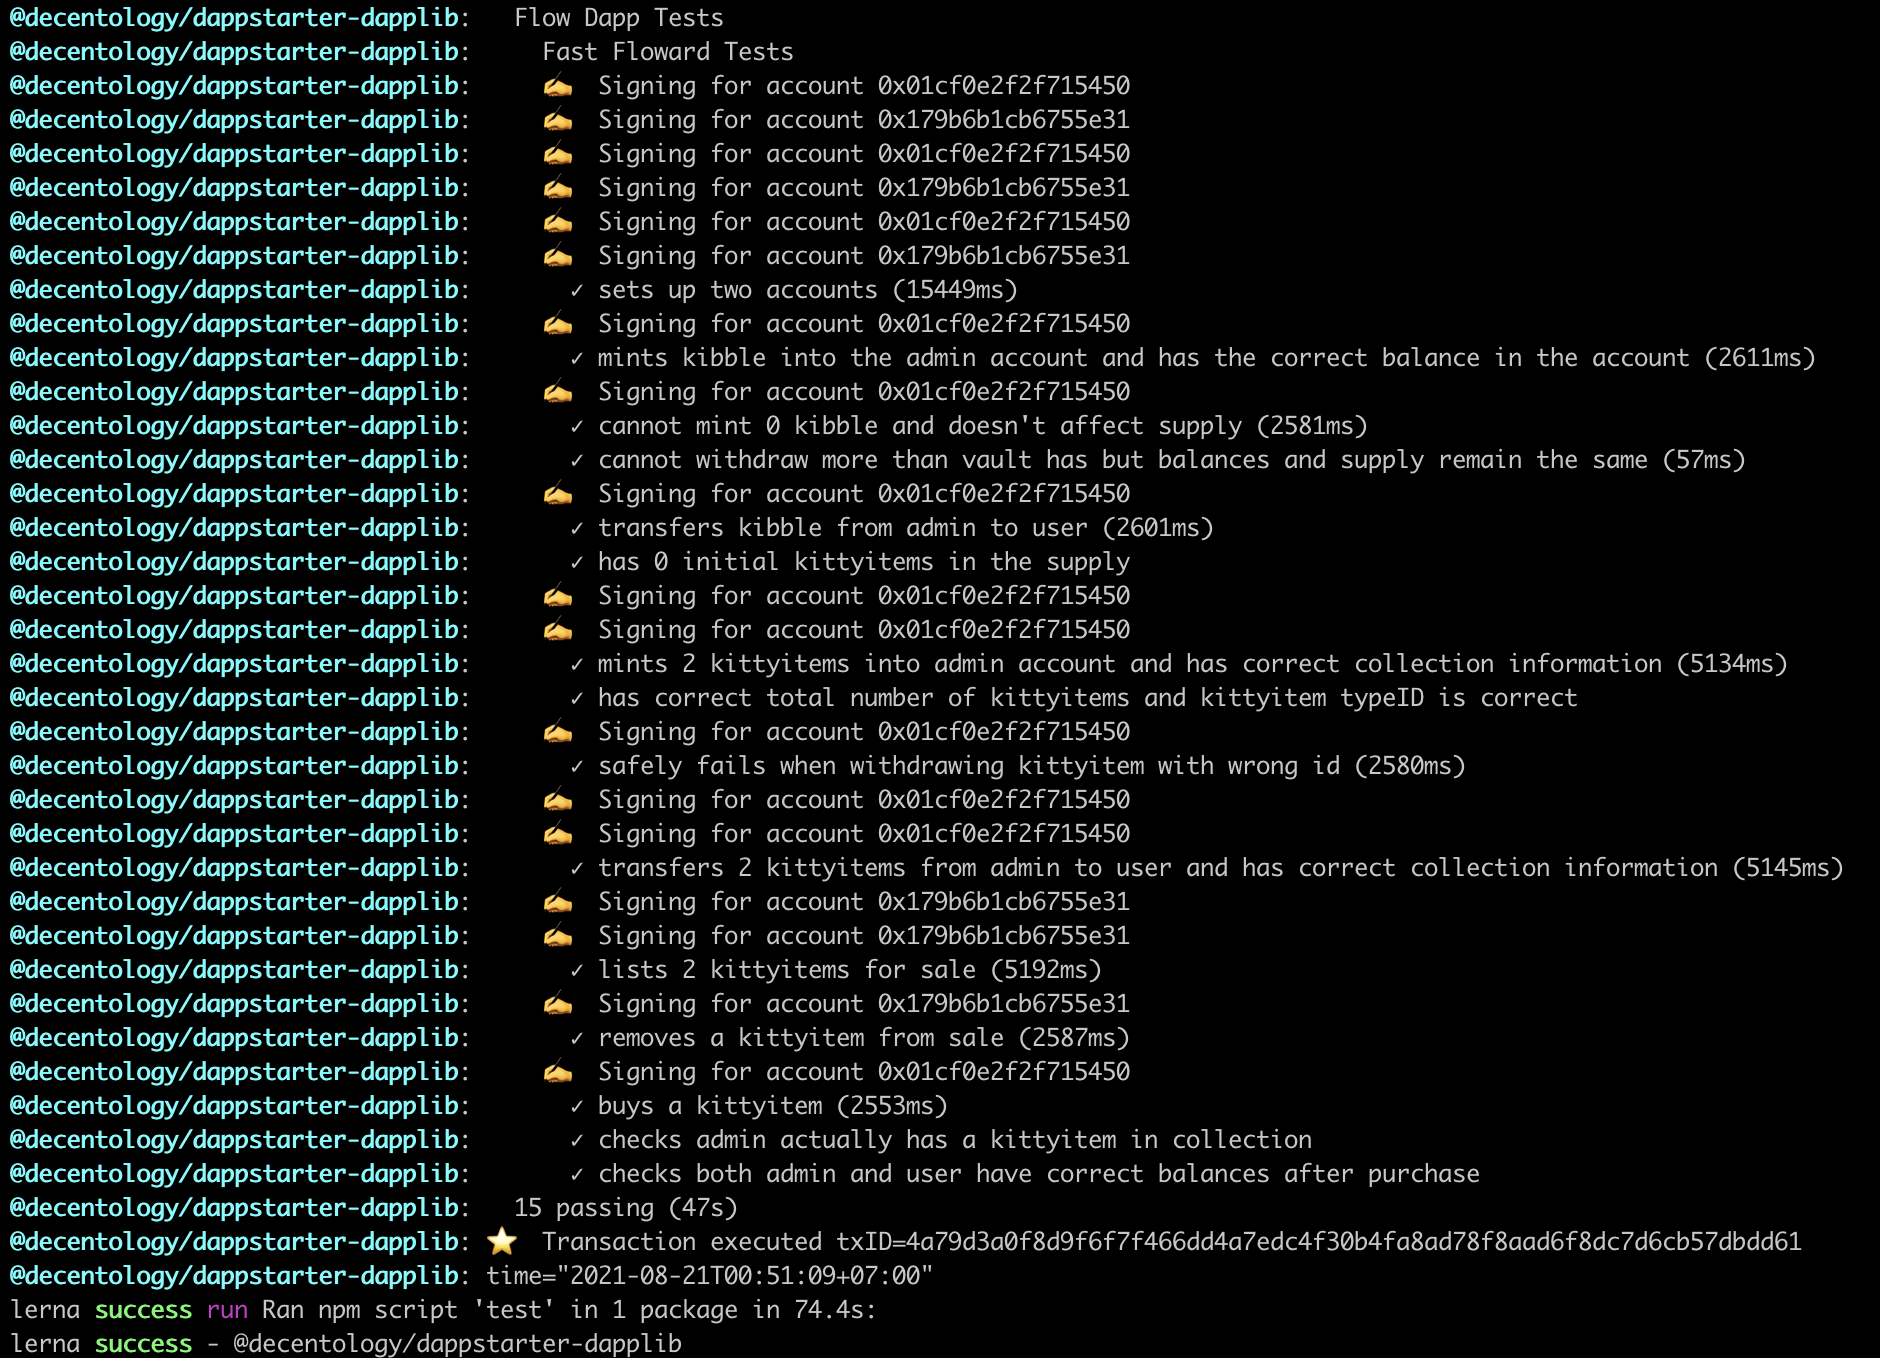 @decentology/dappstarter-dapplib:   Flow Dapp Tests
@decentology/dappstarter-dapplib:     Fast Floward Tests
@decentology/dappstarter-dapplib:     ✍️  Signing for account 0x01cf0e2f2f715450
@decentology/dappstarter-dapplib:     ✍️  Signing for account 0x179b6b1cb6755e31
@decentology/dappstarter-dapplib:     ✍️  Signing for account 0x01cf0e2f2f715450
@decentology/dappstarter-dapplib:     ✍️  Signing for account 0x179b6b1cb6755e31
@decentology/dappstarter-dapplib:     ✍️  Signing for account 0x01cf0e2f2f715450
@decentology/dappstarter-dapplib:     ✍️  Signing for account 0x179b6b1cb6755e31
@decentology/dappstarter-dapplib:       ✓ sets up two accounts (15449ms)
@decentology/dappstarter-dapplib:     ✍️  Signing for account 0x01cf0e2f2f715450
@decentology/dappstarter-dapplib:       ✓ mints kibble into the admin account and has the correct balance in the account (2611ms)
@decentology/dappstarter-dapplib:     ✍️  Signing for account 0x01cf0e2f2f715450
@decentology/dappstarter-dapplib:       ✓ cannot mint 0 kibble and doesn't affect supply (2581ms)
@decentology/dappstarter-dapplib:       ✓ cannot withdraw more than vault has but balances and supply remain the same (57ms)
@decentology/dappstarter-dapplib:     ✍️  Signing for account 0x01cf0e2f2f715450
@decentology/dappstarter-dapplib:       ✓ transfers kibble from admin to user (2601ms)
@decentology/dappstarter-dapplib:       ✓ has 0 initial kittyitems in the supply
@decentology/dappstarter-dapplib:     ✍️  Signing for account 0x01cf0e2f2f715450
@decentology/dappstarter-dapplib:     ✍️  Signing for account 0x01cf0e2f2f715450
@decentology/dappstarter-dapplib:       ✓ mints 2 kittyitems into admin account and has correct collection information (5134ms)
@decentology/dappstarter-dapplib:       ✓ has correct total number of kittyitems and kittyitem typeID is correct
@decentology/dappstarter-dapplib:     ✍️  Signing for account 0x01cf0e2f2f715450
@decentology/dappstarter-dapplib:       ✓ safely fails when withdrawing kittyitem with wrong id (2580ms)
@decentology/dappstarter-dapplib:     ✍️  Signing for account 0x01cf0e2f2f715450
@decentology/dappstarter-dapplib:     ✍️  Signing for account 0x01cf0e2f2f715450
@decentology/dappstarter-dapplib:       ✓ transfers 2 kittyitems from admin to user and has correct collection information (5145ms)
@decentology/dappstarter-dapplib:     ✍️  Signing for account 0x179b6b1cb6755e31
@decentology/dappstarter-dapplib:     ✍️  Signing for account 0x179b6b1cb6755e31
@decentology/dappstarter-dapplib:       ✓ lists 2 kittyitems for sale (5192ms)
@decentology/dappstarter-dapplib:     ✍️  Signing for account 0x179b6b1cb6755e31
@decentology/dappstarter-dapplib:       ✓ removes a kittyitem from sale (2587ms)
@decentology/dappstarter-dapplib:     ✍️  Signing for account 0x01cf0e2f2f715450
@decentology/dappstarter-dapplib:       ✓ buys a kittyitem (2553ms)
@decentology/dappstarter-dapplib:       ✓ checks admin actually has a kittyitem in collection
@decentology/dappstarter-dapplib:       ✓ checks both admin and user have correct balances after purchase
@decentology/dappstarter-dapplib:   15 passing (47s)
@decentology/dappstarter-dapplib: ⭐  Transaction executed txID=4a79d3a0f8d9f6f7f466dd4a7edc4f30b4fa8ad78f8aad6f8dc7d6cb57dbdd61
@decentology/dappstarter-dapplib: time="2021-08-21T00:51:09+07:00"
lerna success run Ran npm script 'test' in 1 package in 74.4s:
lerna success - @decentology/dappstarter-dapplib